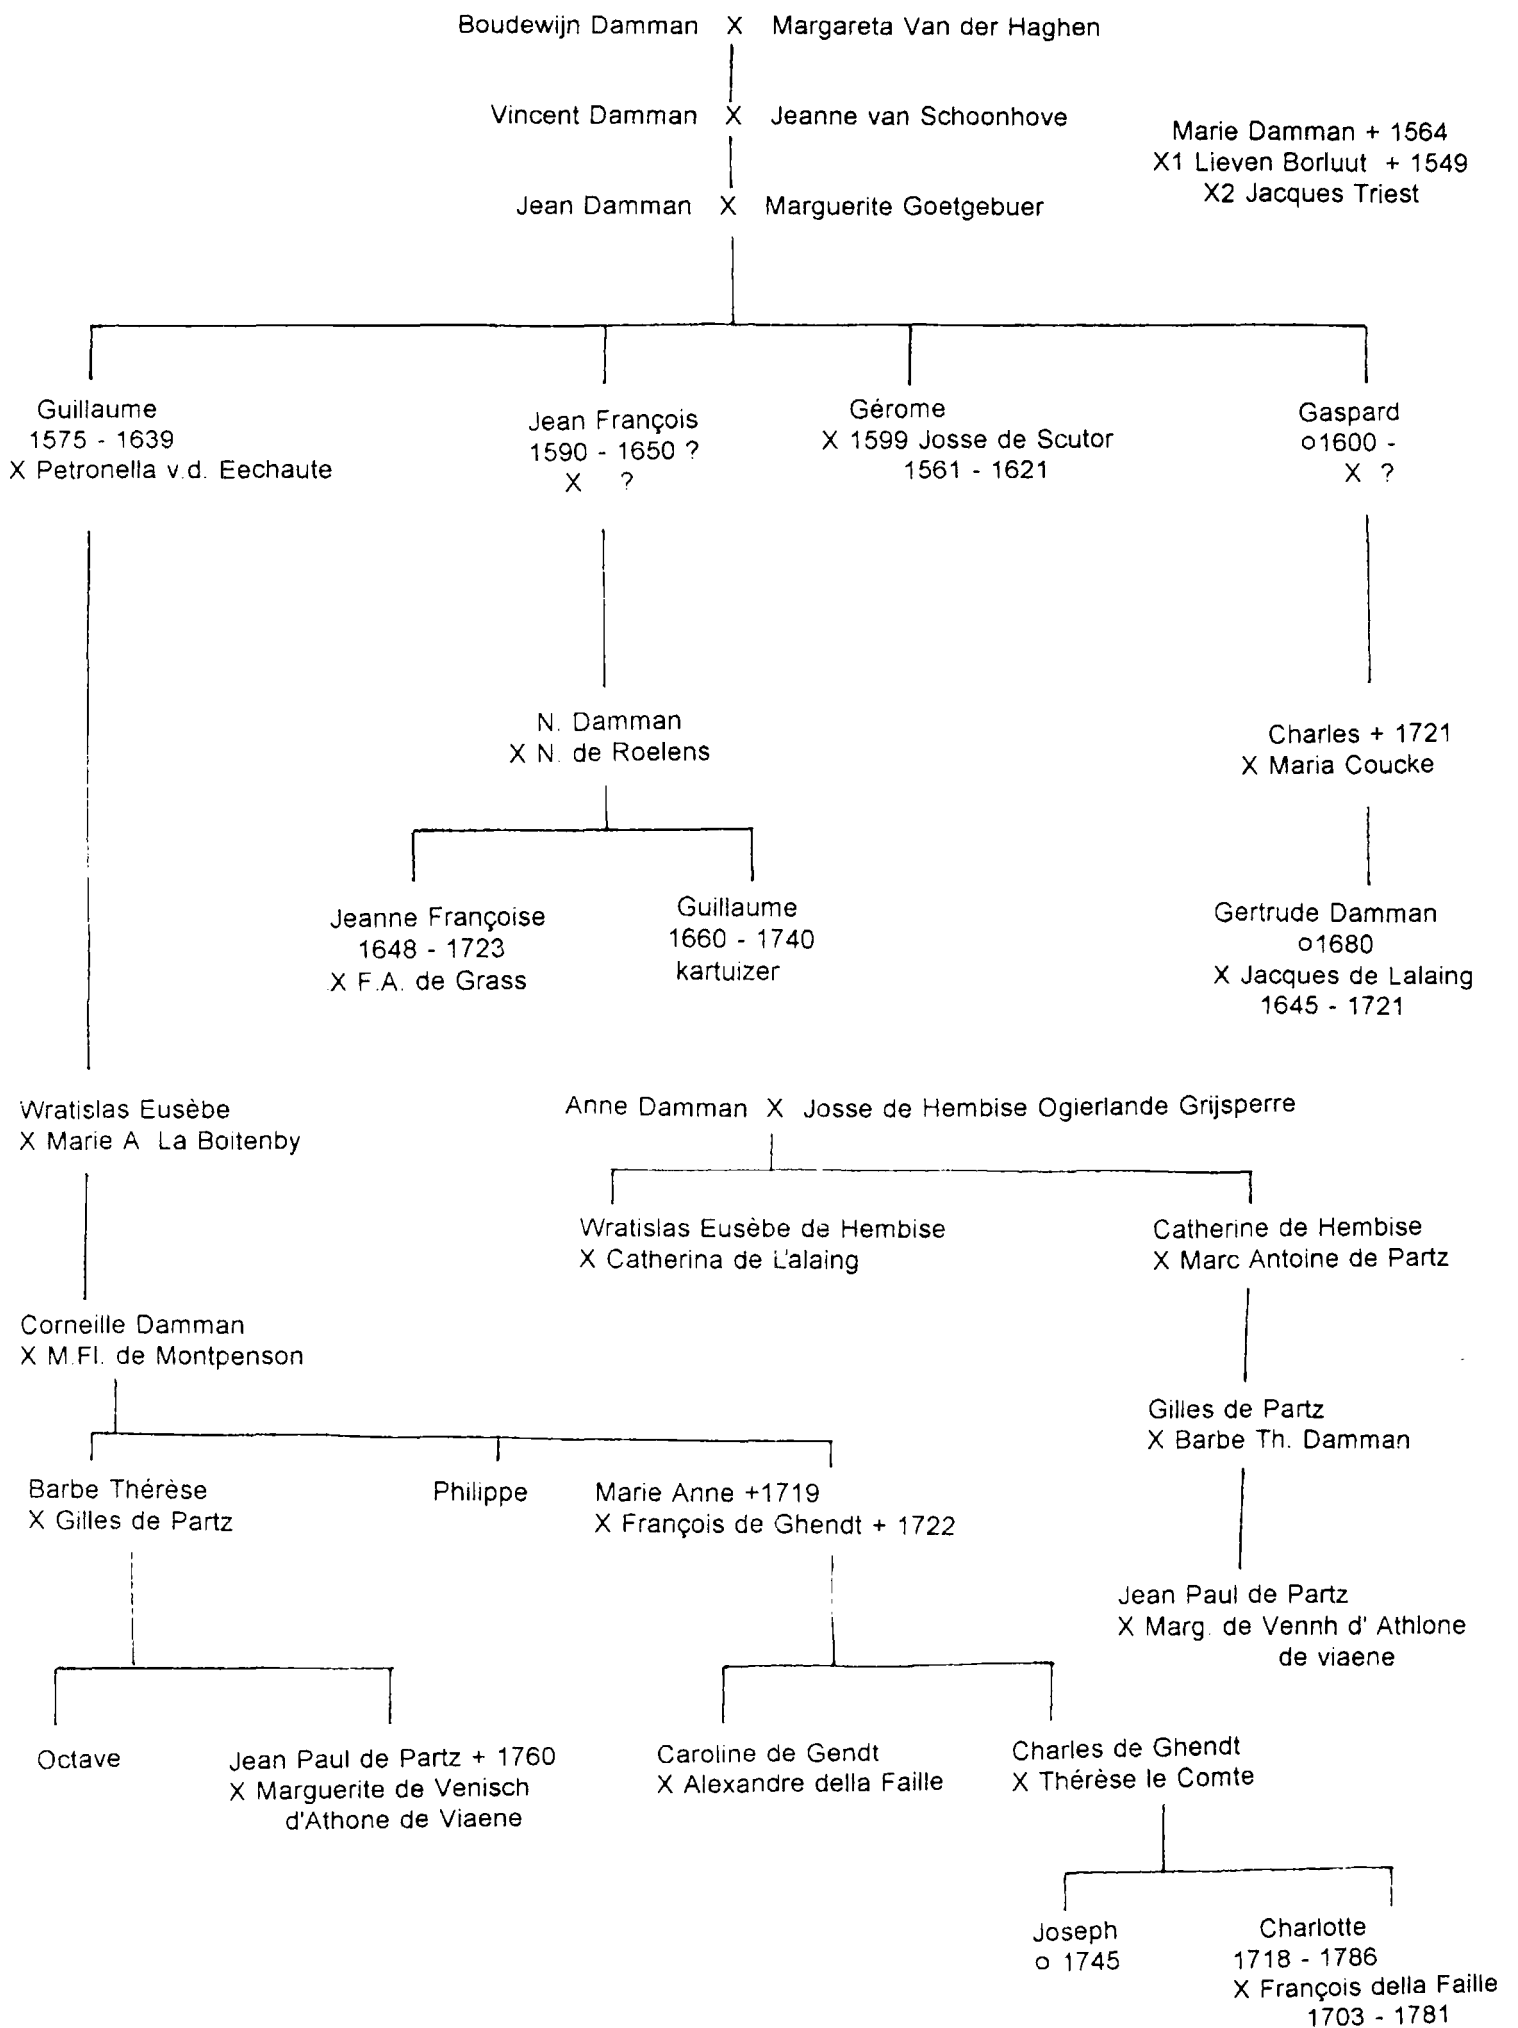 Boudewijn Damman X Margareta Van der Haghen
Vincent Damman X Jeanne van Schoonhove
Marie Damman + 1564
X1 Lieven Borluut + 1549
X2 Jacques Triest
Jean Damman X Marguerite Goetgebuer
Guillaume
1575 - 1639
X Petronella v.d. Eechaute
Jean François
1590 - 1650 ?
X ?
Gérome
X 1599 Josse de Scutor
1561 - 1621
Gaspard
o1600 -
X ?
N. Damman
X N. de Roelens
Charles + 1721
X Maria Coucke
Jeanne Françoise
1648 - 1723
X F.A. de Grass
Guillaume
1660 - 1740
kartuizer
Gertrude Damman
o1680
X Jacques de Lalaing
1645 - 1721
Wratislas Eusèbe
X Marie A La Boitenby
Anne Damman X Josse de Hembise Ogierlande Grijsperre
Wratislas Eusèbe de Hembise
X Catherina de L'alaing
Catherine de Hembise
X Marc Antoine de Partz
Corneille Damman
X M.Fl. de Montpenson
Gilles de Partz
X Barbe Th. Damman
Barbe Thérèse
X Gilles de Partz
Philippe
Marie Anne +1719
X François de Ghendt + 1722
Jean Paul de Partz
X Marg. de Vennh d' Athlone
de viaene
Octave
Jean Paul de Partz + 1760
X Marguerite de Venisch
d'Athone de Viaene
Caroline de Gendt
X Alexandre della Faille
Charles de Ghendt
X Thérèse le Comte
Joseph
o 1745
Charlotte
1718 - 1786
X François della Faille
1703 - 1781